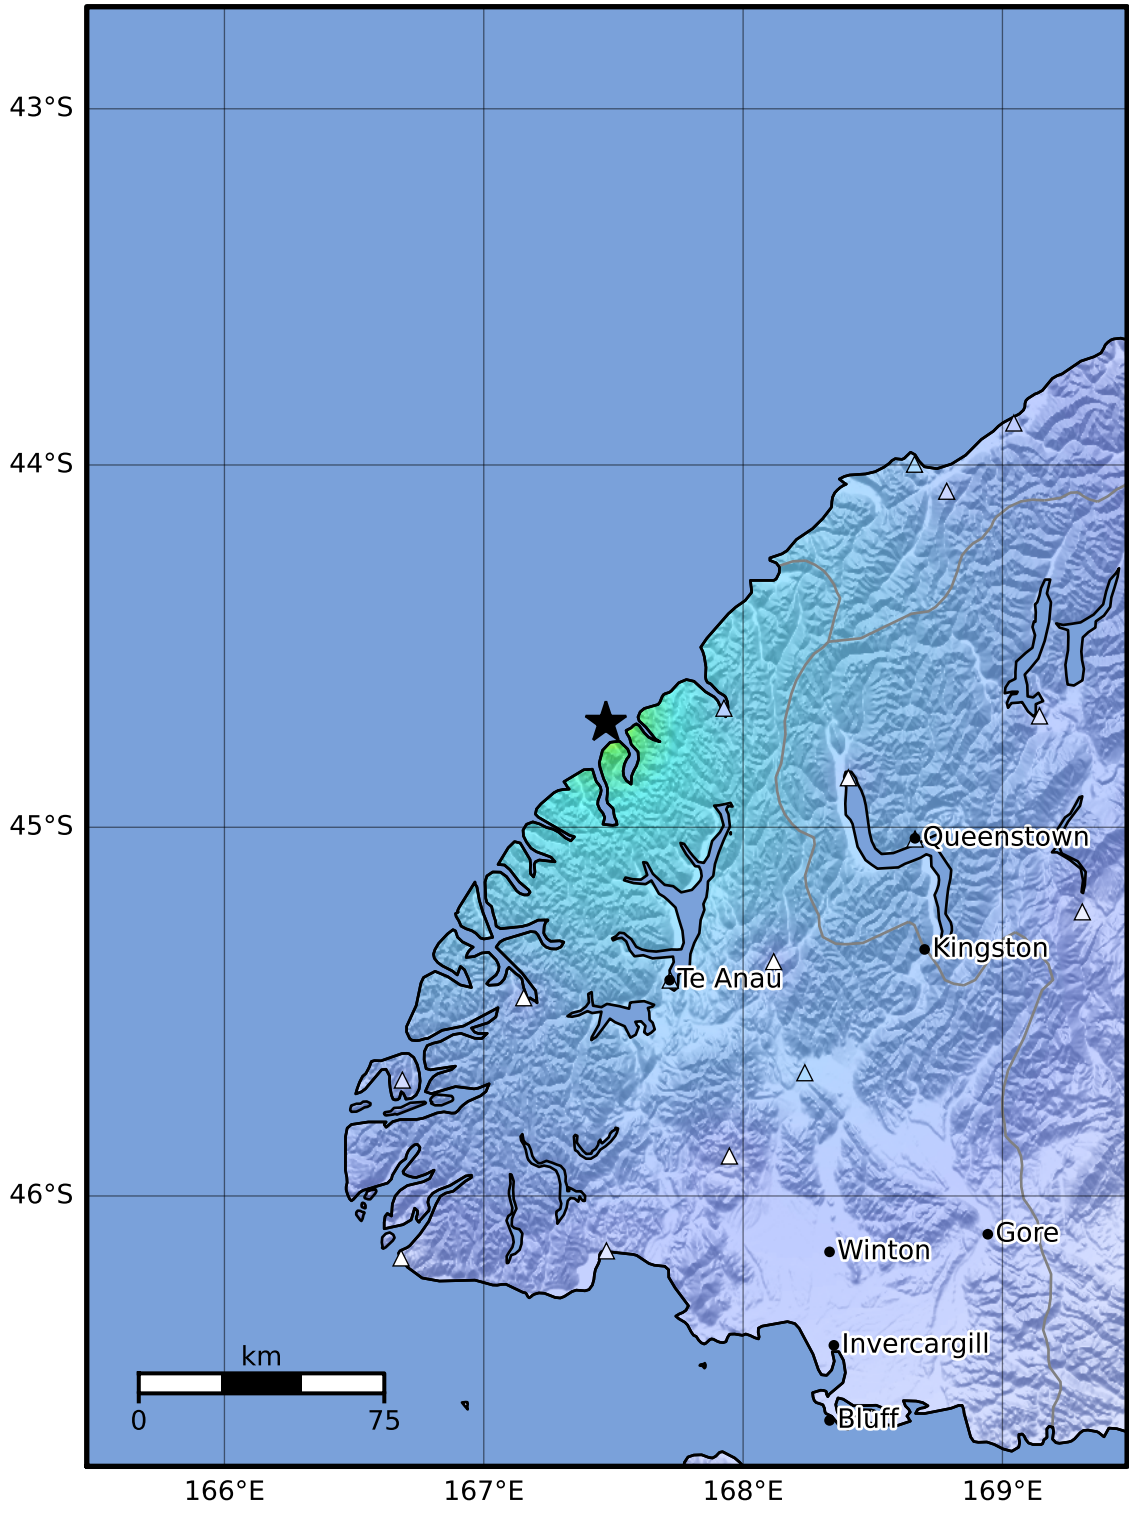 43°S
44°S
45°S
Queenstown
Kingston
Te Anau
46°S
Gore
Winton
Invercargill
km
0 75
Bluff
166°E 167°E 168°E 169°E